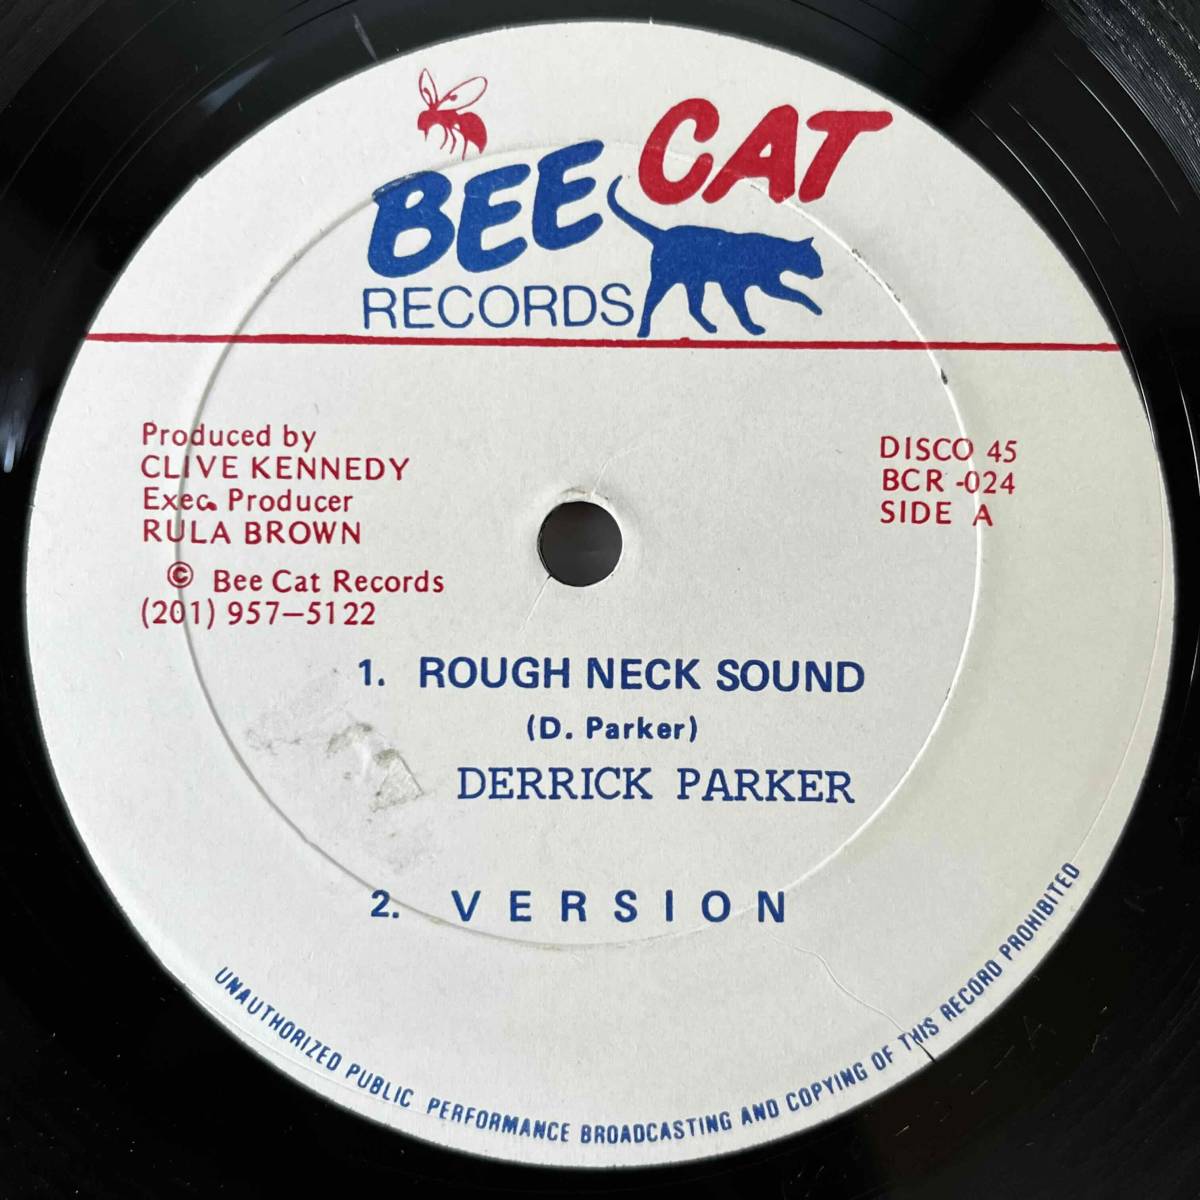 BEE CAT
RECORDS
Produced by
CLIVE KENNEDY
Exec. Producer
RULA BROWN
© Bee Cat Records
(201) 957-5122
DISCO 45
BCR -024
SIDE A
1. ROUGH NECK SOUND
(D. Parker)
DERRICK PARKER
2. VERSION
UNAUTHORIZED PUBLIC PERFORMANCE BROADCASTING AND COPYING OF THIS RECORD PROHIBITED